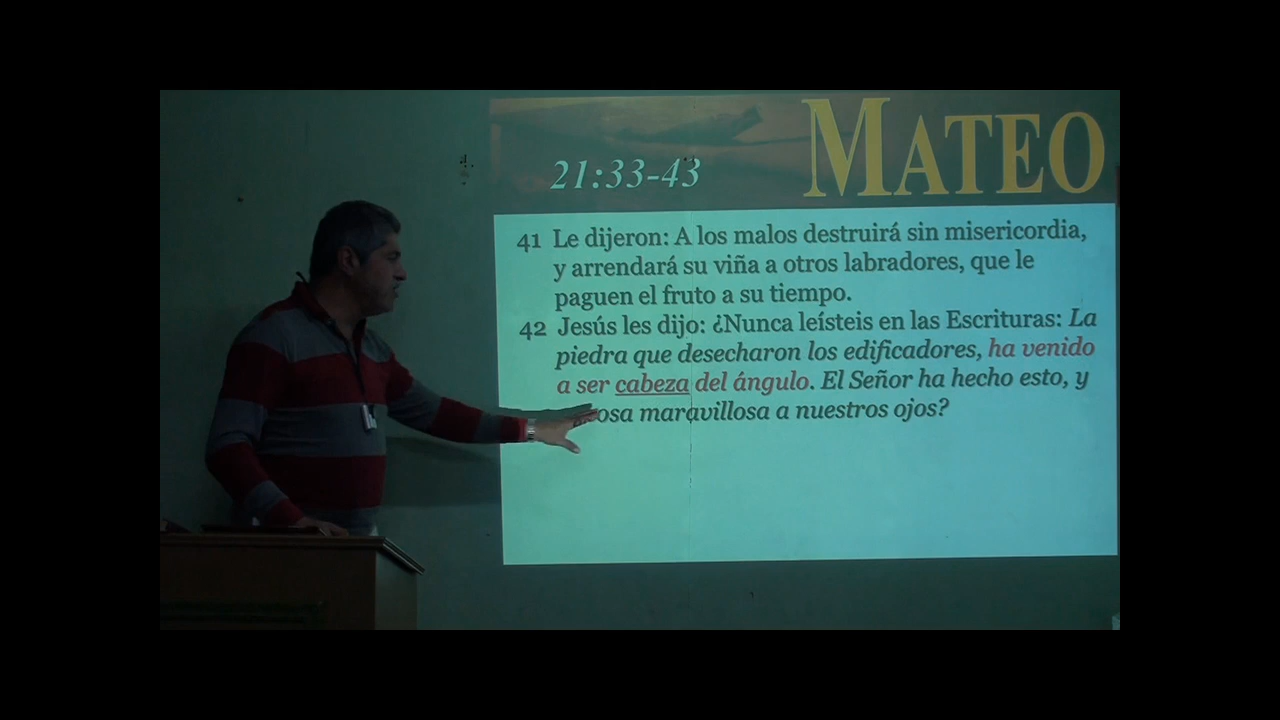 MATEO
21:33-43
41 Le dijeron: A los malos destruirá sin misericordia,
y arrendará su viña a otros labradores, que le
paguen el fruto a su tiempo.
42 Jesús les dijo: ¿Nunca leísteis en las Escrituras: La
piedra que desecharon los edificadores, ha venido
a ser cabeza del ángulo. El Señor ha hecho esto, y
maravillosa a nuestros ojos?